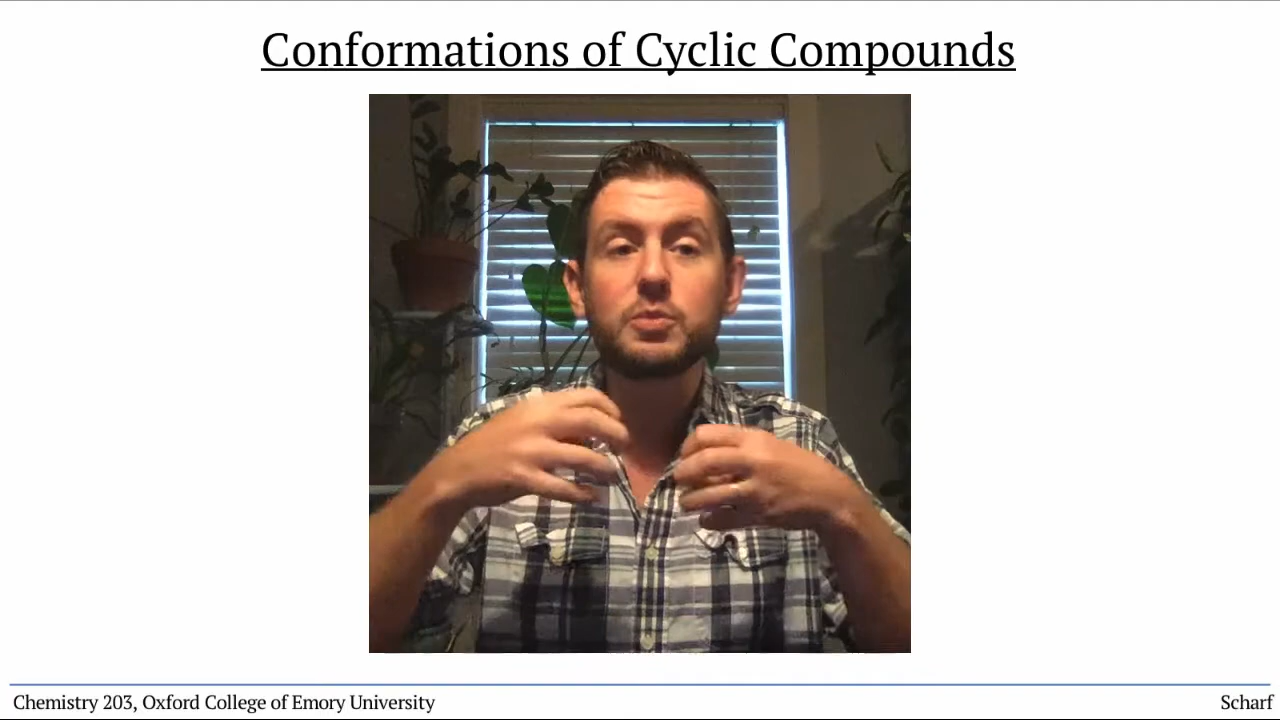 Conformations of Cyclic Compounds
Chemistry 203, Oxford College of Emory University
Scharf